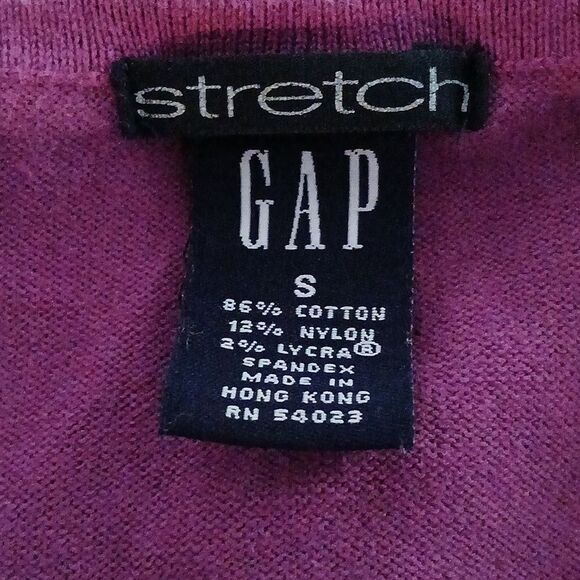 stretch
GAP
S
86% COTTON
12% NYLON
2% LYCRA®
SPANDEX
MADE IN
HONG KONG
RN 54023